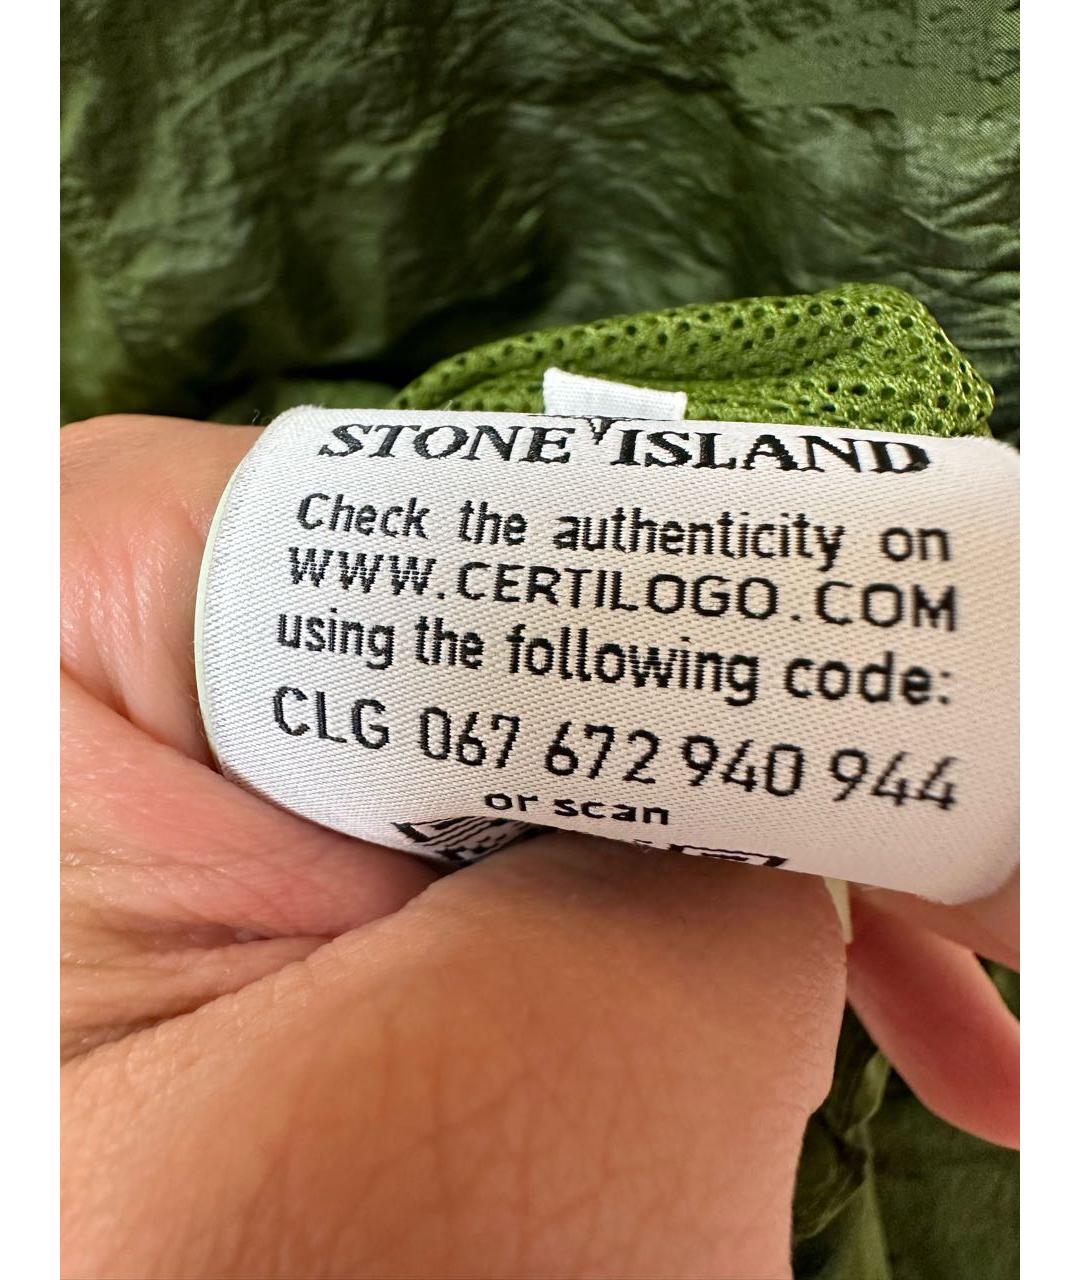 STONE ISLAND
Check the authenticity on
WWW.CERTILOGO.COM
using the following code:
CLG 067 672 940 944
or scan